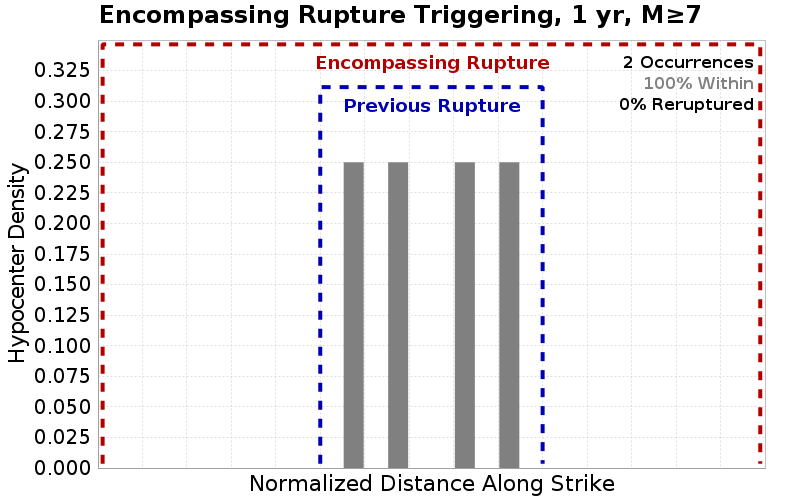 Encompassing Rupture Triggering, 1 yr, M≥7
Encompassing Rupture
2 Occurrences
100% Within
0% Reruptured
Previous Rupture
Hypocenter Density
0.325
0.300
0.275
0.250
0.225
0.200
0.175
0.150
0.125
0.100
0.075
0.050
0.025
0.000
Normalized Distance Along Strike